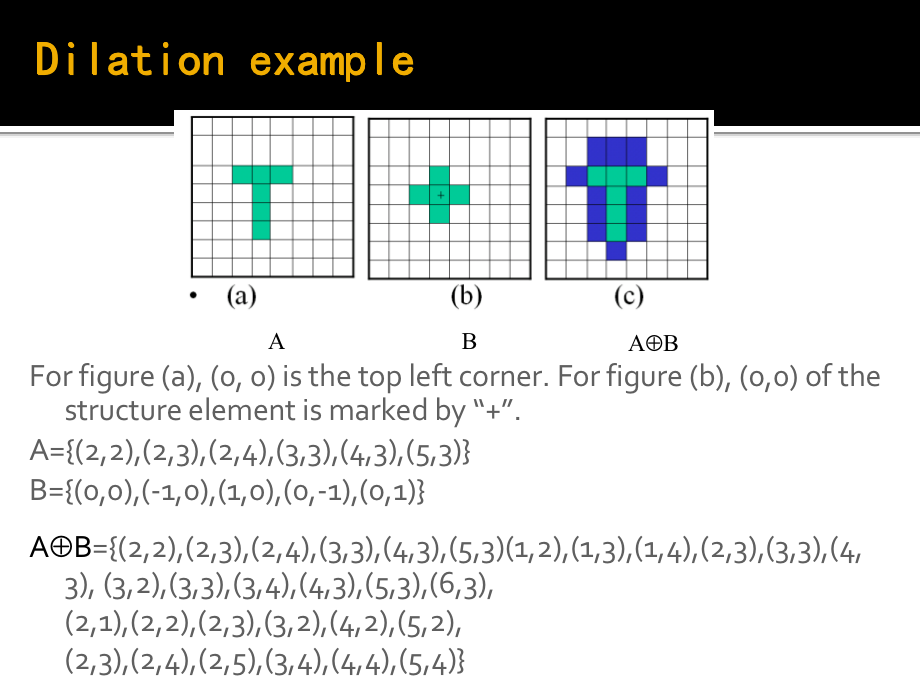 Dilation example
+
• (a) (b) (c)
A B A⊕B
For figure (a), (0, 0) is the top left corner. For figure (b), (0,0) of the
structure element is marked by “+”.
A={(2,2),(2,3),(2,4),(3,3),(4,3),(5,3)}
B={(0,0),(-1,0),(1,0),(0,-1),(0,1)}
A⊕B={(2,2),(2,3),(2,4),(3,3),(4,3),(5,3)(1,2),(1,3),(1,4),(2,3),(3,3),(4,
3), (3,2),(3,3),(3,4),(4,3),(5,3),(6,3),
(2,1),(2,2),(2,3),(3,2),(4,2),(5,2),
(2,3),(2,4),(2,5),(3,4),(4,4),(5,4)}